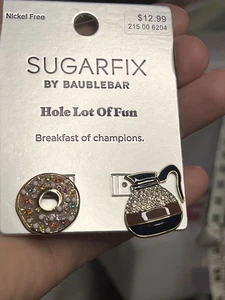 Nickel Free
$12.99
215 00 6204
SUGARFIX
BY BAUBLEBAR
Hole Lot Of Fun
Breakfast of champions.